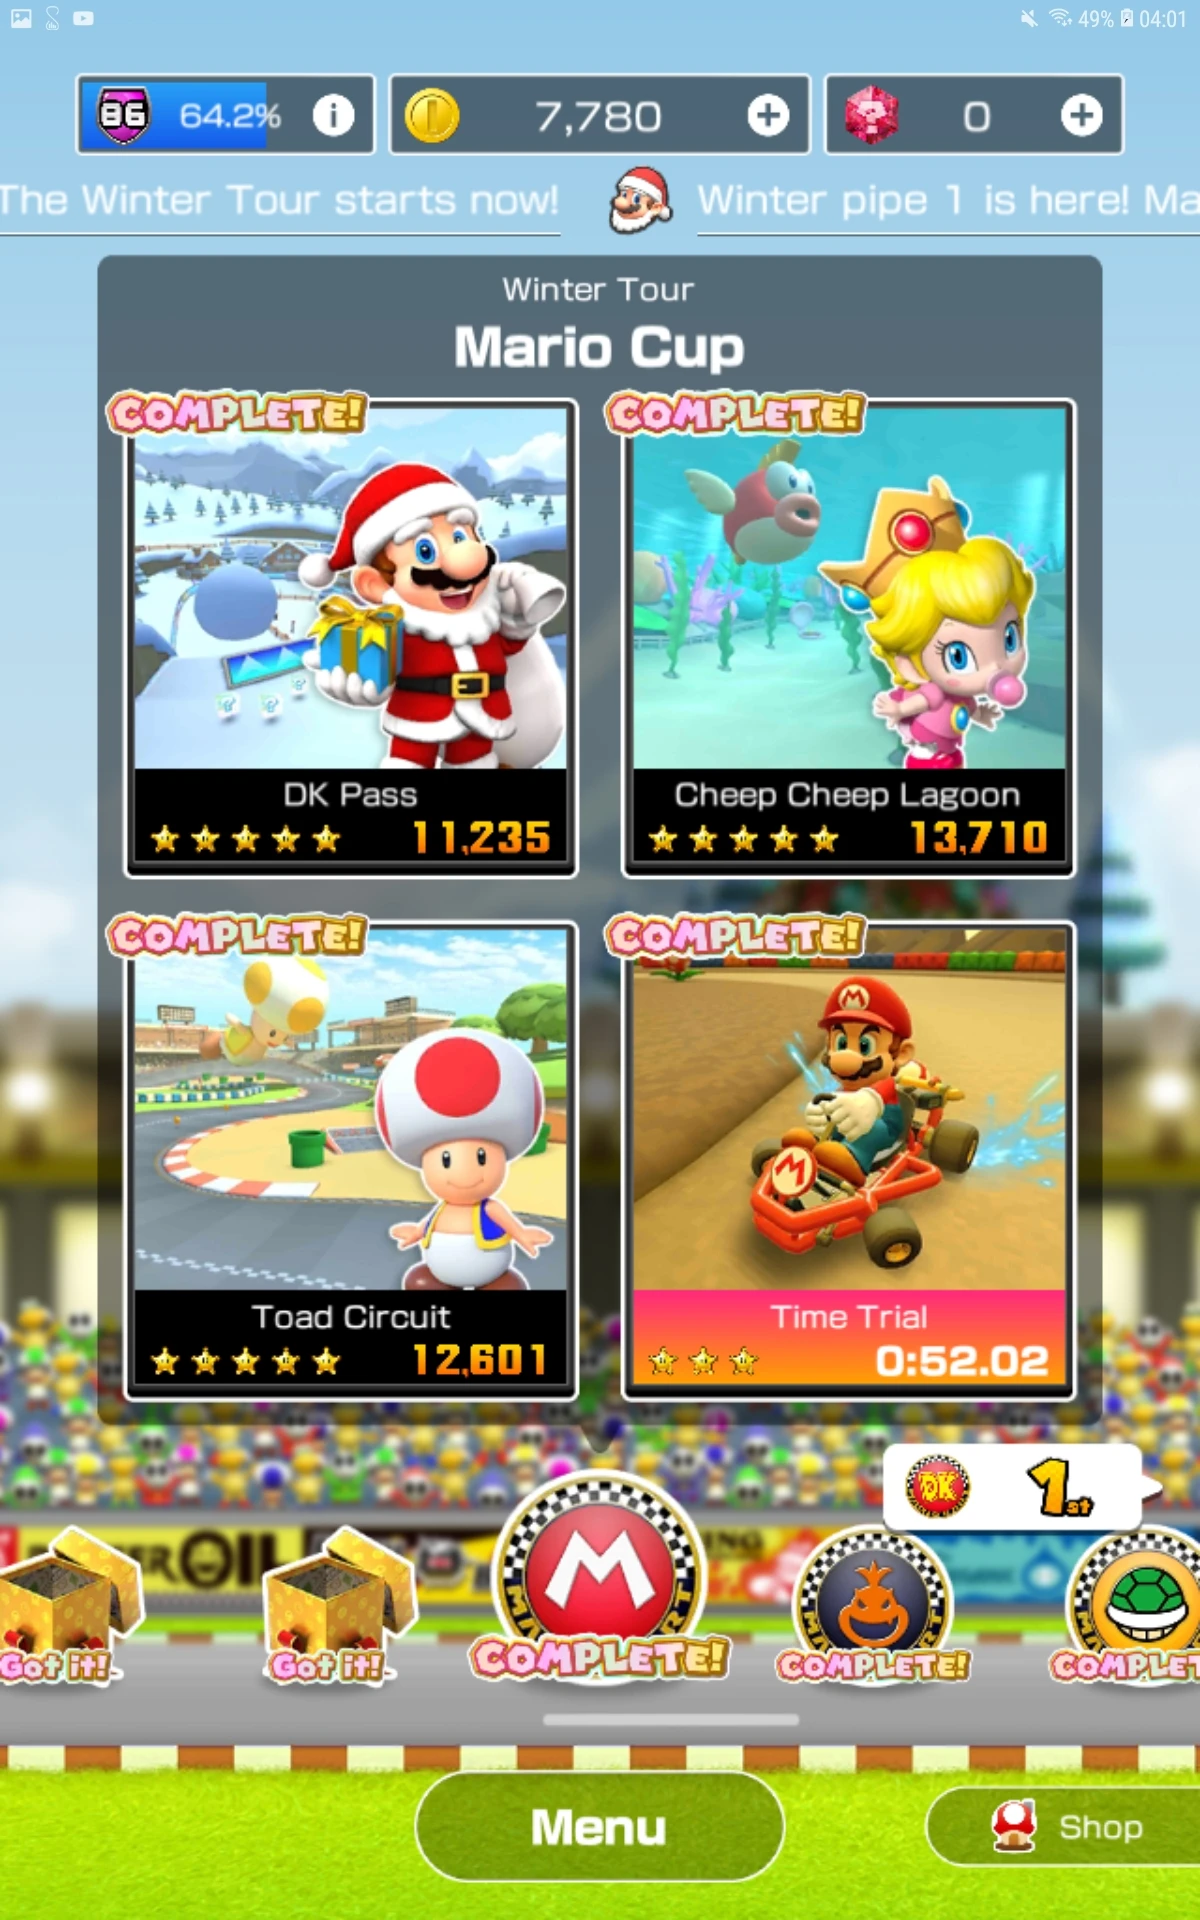 49% 04:01
86 64.2% i 7,780 + 0 +
The Winter Tour starts now! Winter pipe 1 is here! Ma
Winter Tour
Mario Cup
COMPLETE! COMPLETE!
DK Pass Cheep Cheep Lagoon
11,235 13,710
COMPLETE! COMPLETE!
M
M
Toad Circuit Time Trial
12,601 0:52.02
DK 1st
OIL
M
Got it! Got it! COMPLETE! COMPLETE! COMPLET
Menu Shop